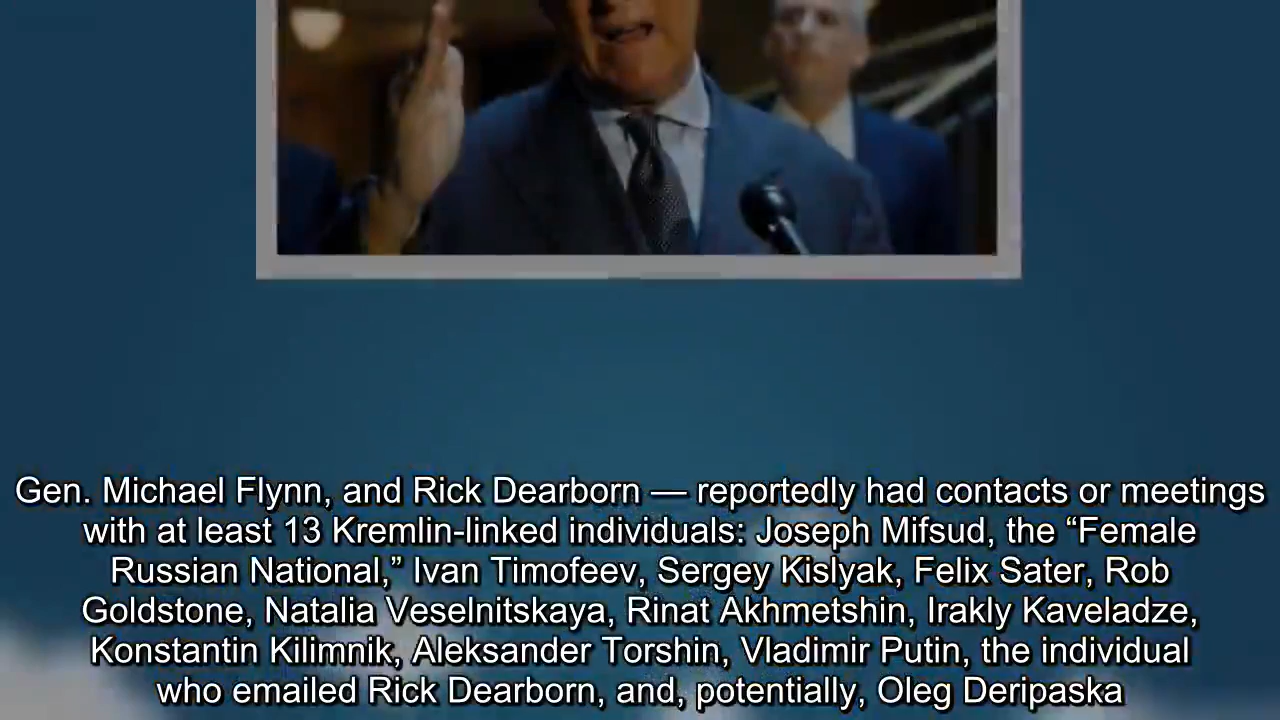 Gen. Michael Flynn, and Rick Dearborn — reportedly had contacts or meetings
with at least 13 Kremlin-linked individuals: Joseph Mifsud, the “Female
Russian National,” Ivan Timofeev, Sergey Kislyak, Felix Sater, Rob
Goldstone, Natalia Veselnitskaya, Rinat Akhmetshin, Irakly Kaveladze,
Konstantin Kilimnik, Aleksander Torshin, Vladimir Putin, the individual
who emailed Rick Dearborn, and, potentially, Oleg Deripaska